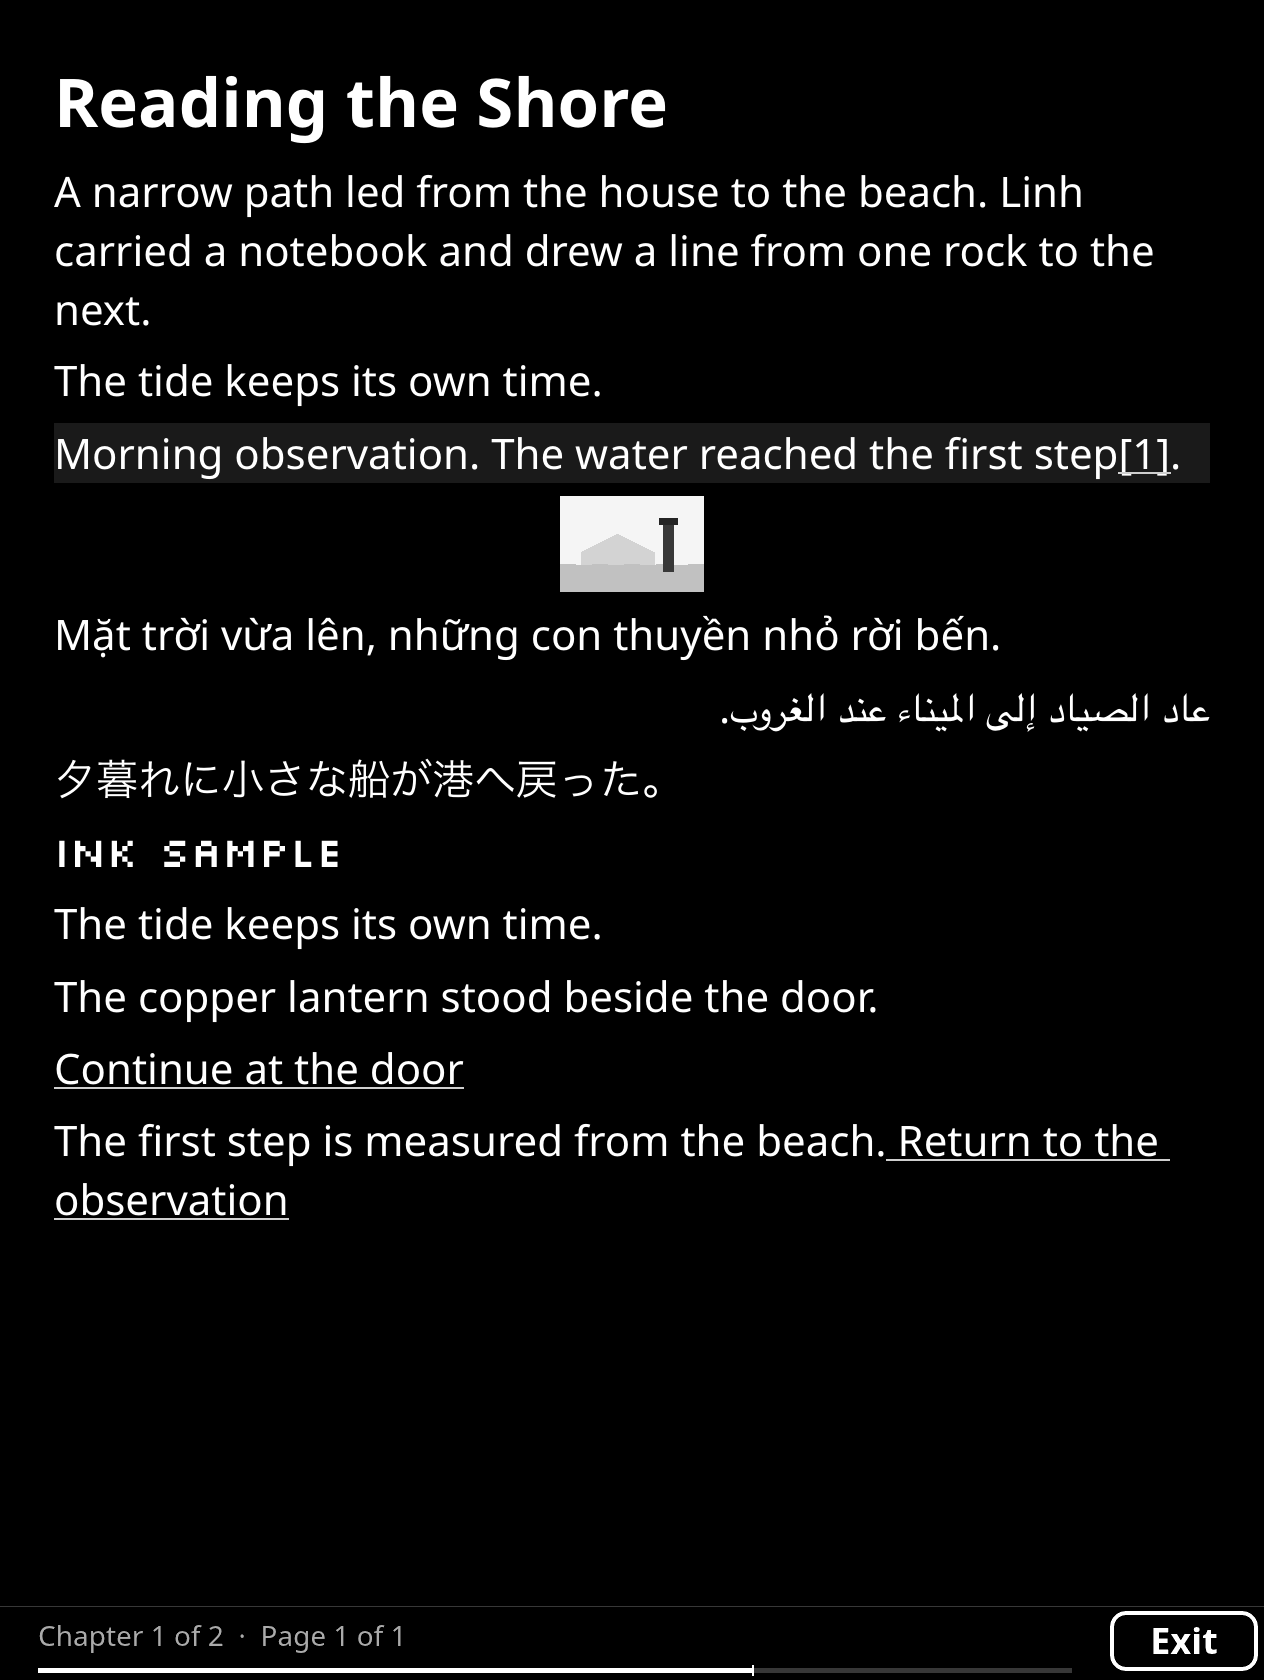 Reading the Shore
A narrow path led from the house to the beach. Linh
carried a notebook and drew a line from one rock to the
next.
The tide keeps its own time.
Morning observation. The water reached the first step[1].
Mặt trời vừa lên, những con thuyền nhỏ rời bến.
عاد الصياد إلى الميناء عند الغروب.
夕暮れに小さな船が港へ戻った。
INK SAMPLE
The tide keeps its own time.
The copper lantern stood beside the door.
Continue at the door
The first step is measured from the beach. Return to the
observation
Chapter 1 of 2 · Page 1 of 1
Exit